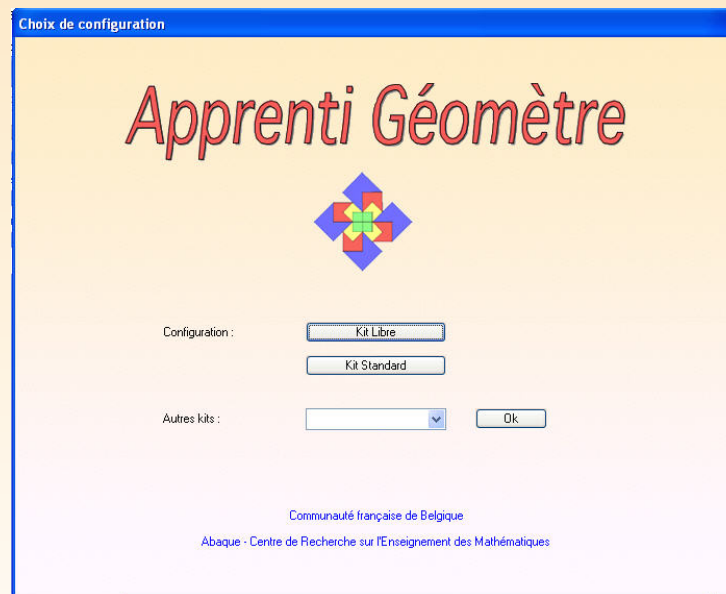 Choix de configuration
Apprenti Géomètre
Configuration :
Kit Libre
Kit Standard
Autres kits :
Ok
Communauté française de Belgique
Abaque - Centre de Recherche sur l'Enseignement des Mathématiques